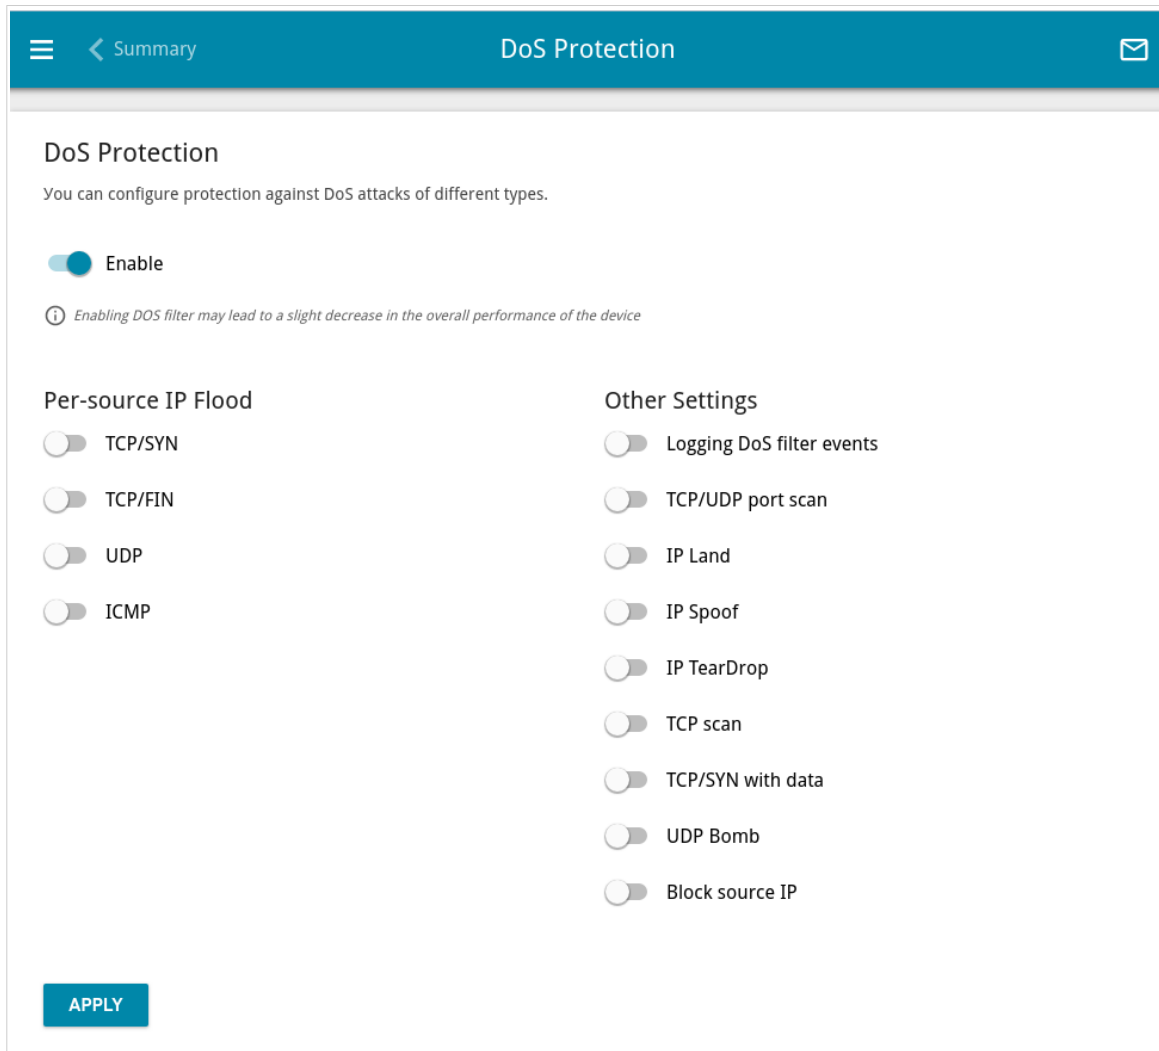 Summary
DoS Protection
DoS Protection
You can configure protection against DoS attacks of different types.
Enable
Enabling DOS filter may lead to a slight decrease in the overall performance of the device
Per-source IP Flood
TCP/SYN
TCP/FIN
UDP
ICMP
Other Settings
Logging DoS filter events
TCP/UDP port scan
IP Land
IP Spoof
IP TearDrop
TCP scan
TCP/SYN with data
UDP Bomb
Block source IP
APPLY